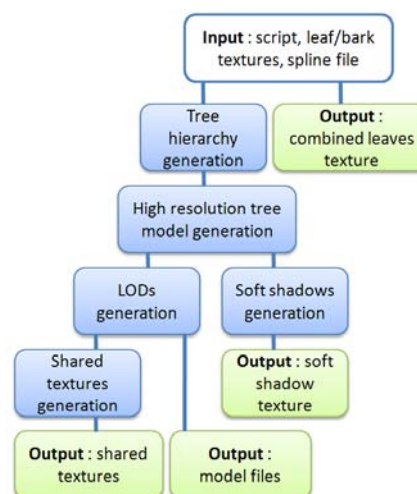 Input : script, leaf/bark
textures, spline file
Tree
hierarchy
generation
Output :
combined leaves
texture
High resolution tree
model generation
LODs
generation
Soft shadows
generation
Shared
textures
generation
Output : soft
shadow
texture
Output : shared
textures
Output :
model files